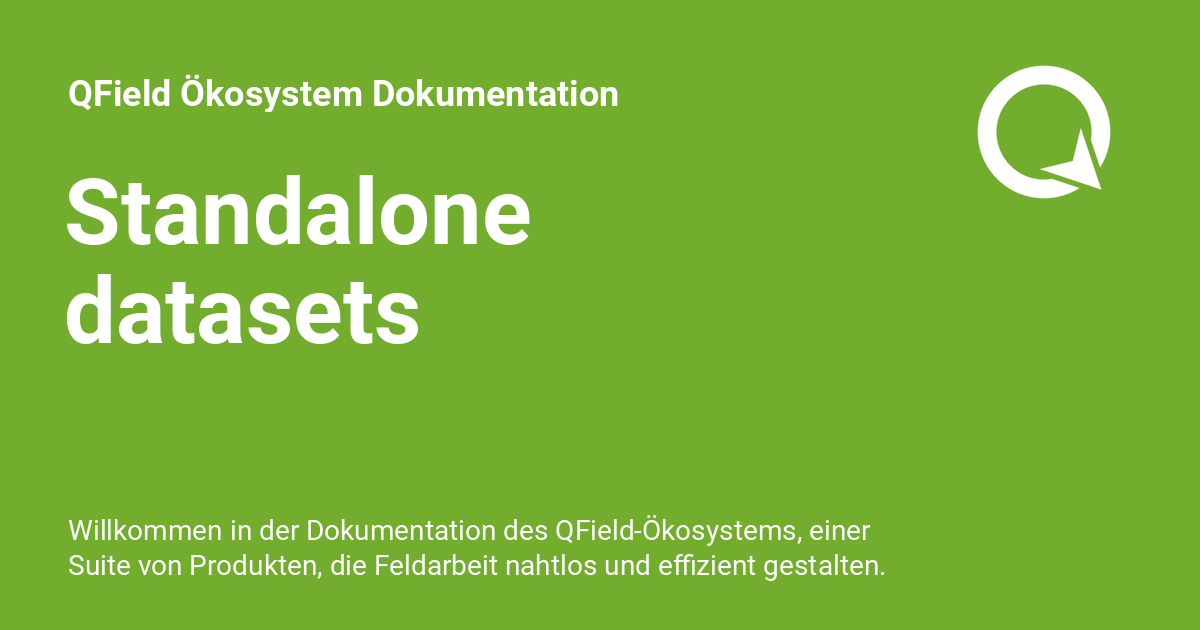 QField Ökosystem Dokumentation
Standalone
datasets
Willkommen in der Dokumentation des QField-Ökosystems, einer
Suite von Produkten, die Feldarbeit nahtlos und effizient gestalten.